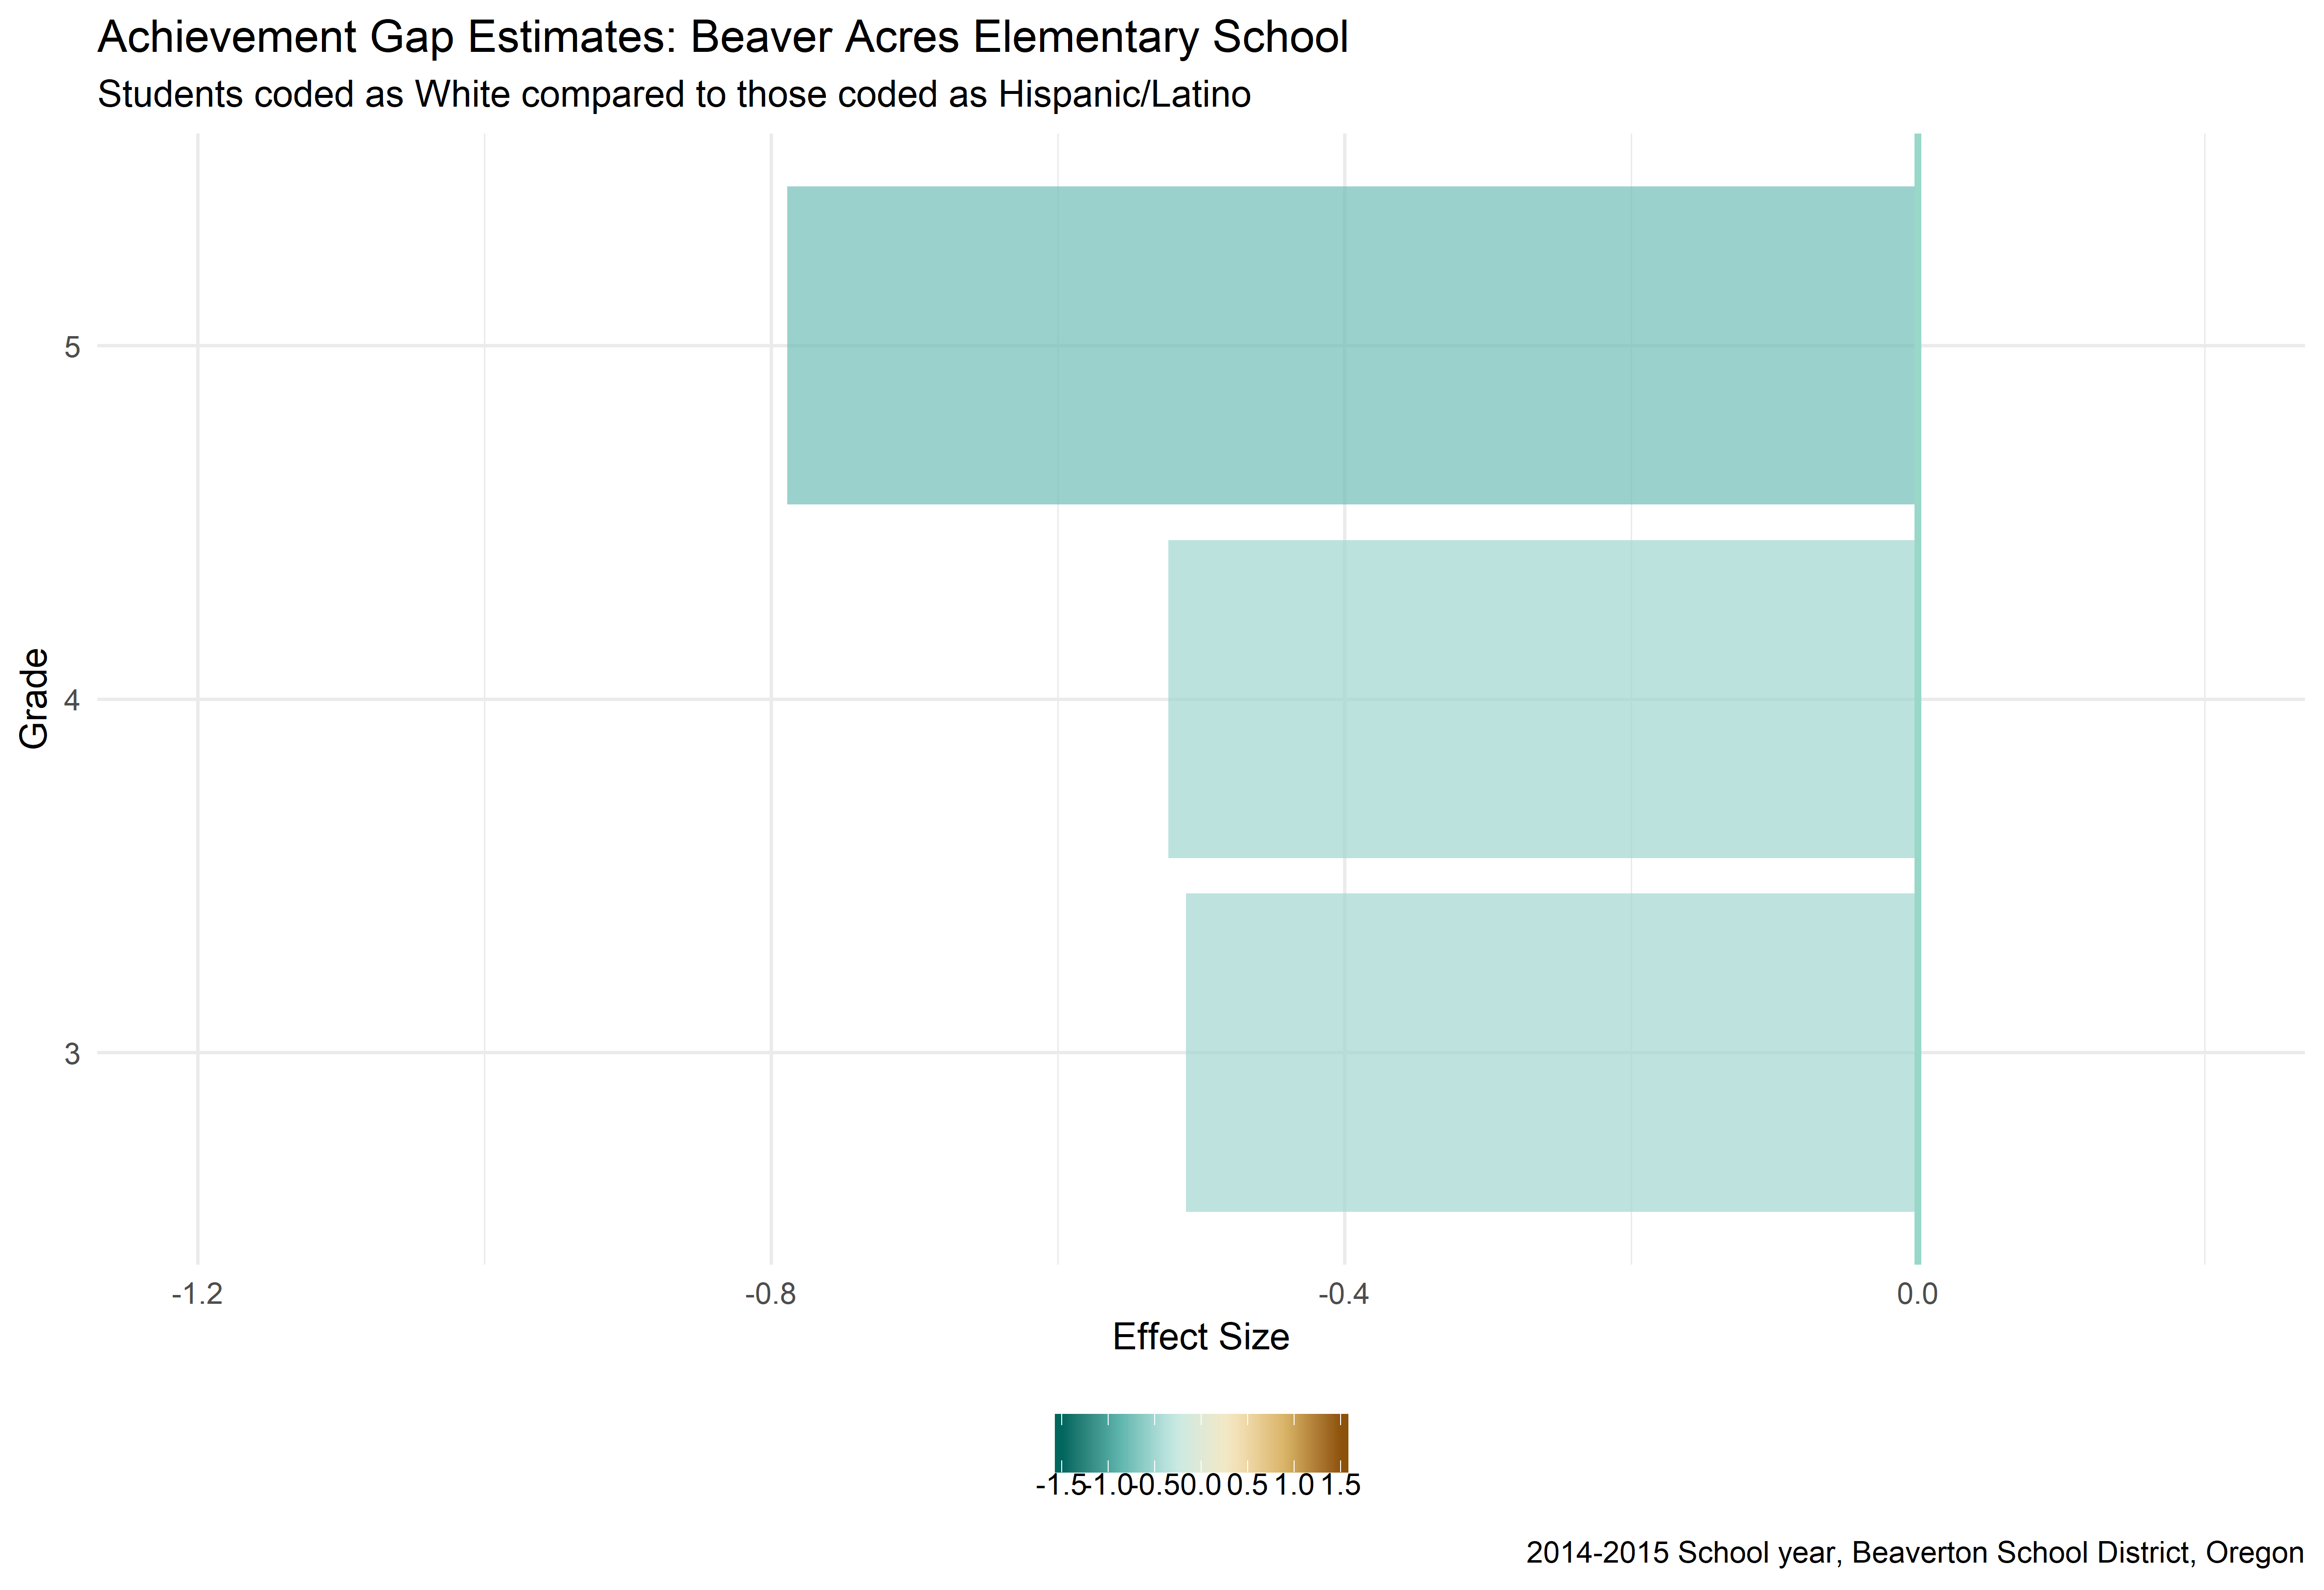 Achievement Gap Estimates: Beaver Acres Elementary School
Students coded as White compared to those coded as Hispanic/Latino
5
4
3
Grade
-1.2 -0.8 -0.4 0.0
Effect Size
-1.5 -1.0 -0.5 0.0 0.5 1.0 1.5
2014-2015 School year, Beaverton School District, Oregon